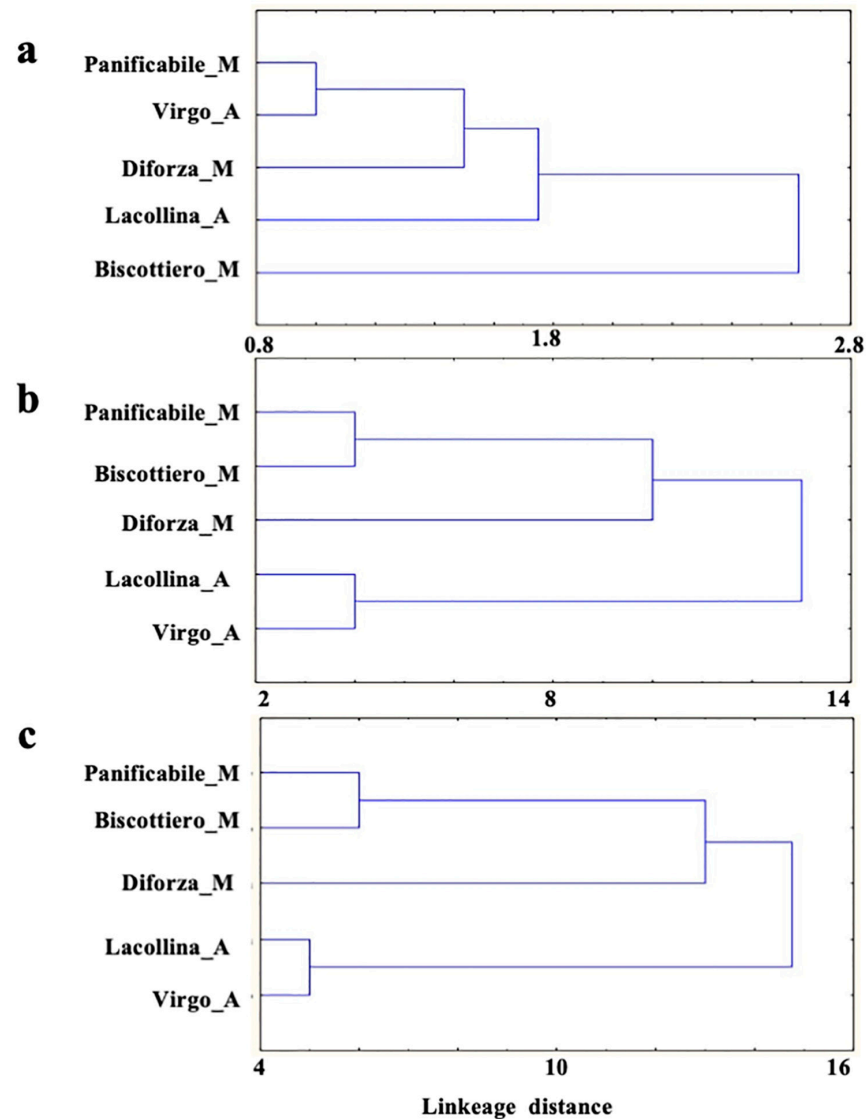 a
Panificabile_M
Virgo_A
Diforza_M
Lacollina_A
Biscottiero_M
0.8 1.8 2.8
b
Panificabile_M
Biscottiero_M
Diforza_M
Lacollina_A
Virgo_A
2 8 14
c
Panificabile_M
Biscottiero_M
Diforza_M
Lacollina_A
Virgo_A
4 10 16
Linkeage distance